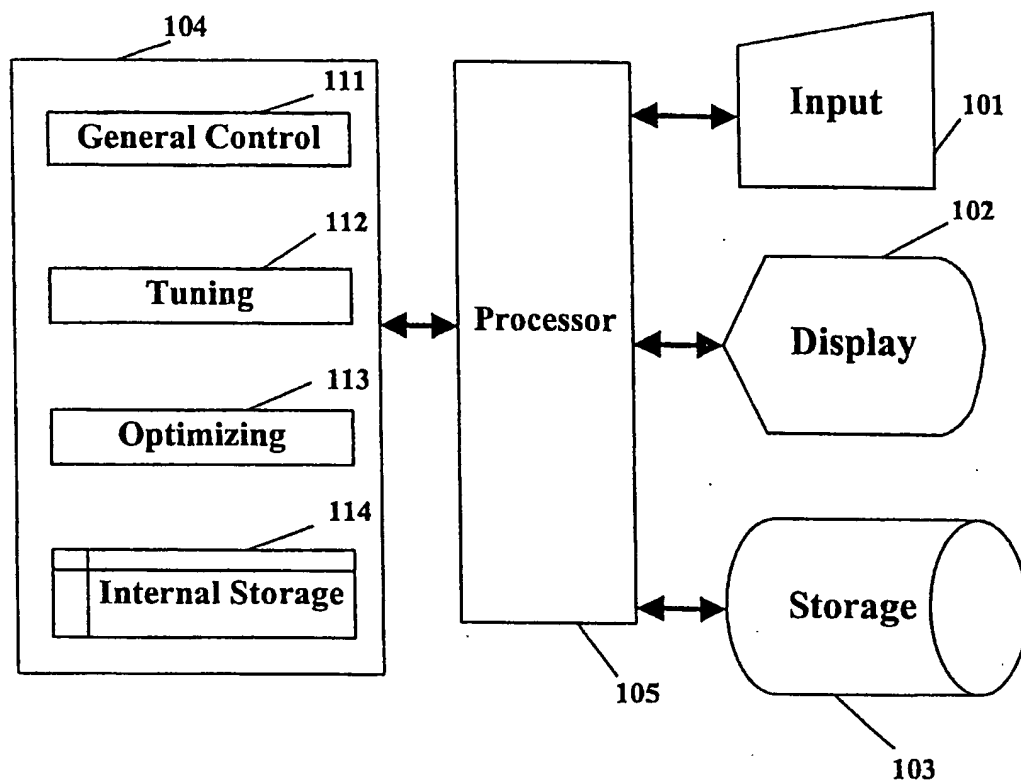 104
111
General Control
112
Tuning
113
Optimizing
114
Internal Storage
Processor
105
Input
101
102
Display
Storage
103